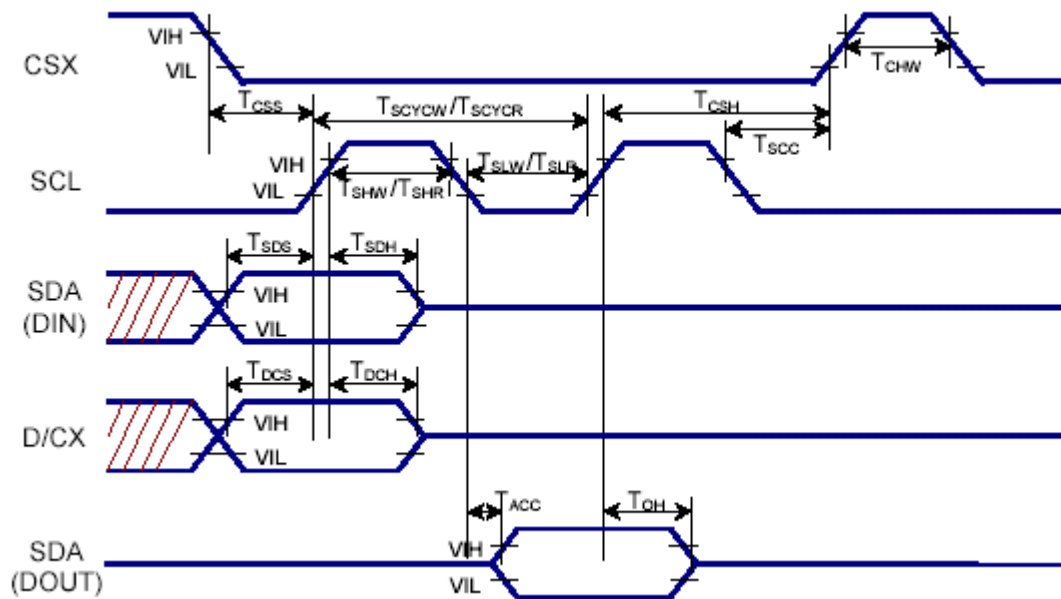 VIH
CSX
VIL
TCHW
TCSS
TSCYCW/TSCYCR
TCSH
TSCC
VIH
SCL
VIL
TSHW/TSHR
TSLW/TSLR
TSDS
TSDH
SDA
(DIN)
VIH
VIL
TDCS
TDCH
D/CX
VIH
VIL
TACC
TOH
SDA
(DOUT)
VIH
VIL